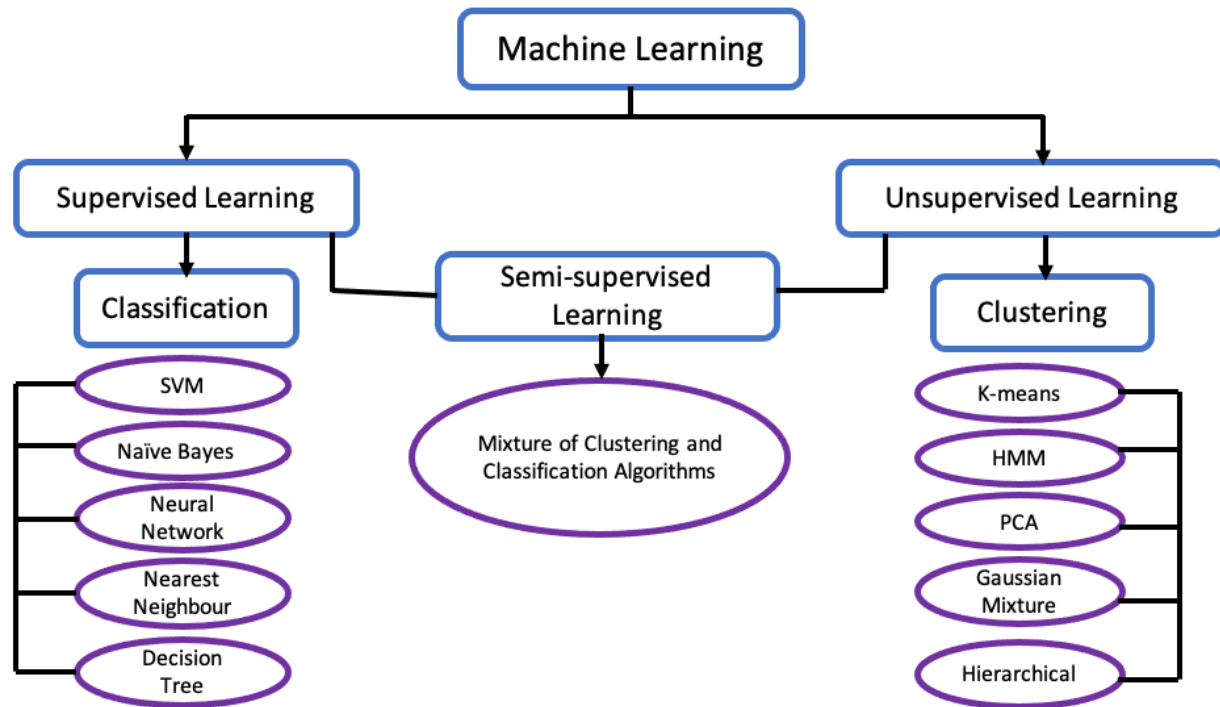 Machine Learning
Supervised Learning
Unsupervised Learning
Semi-supervised
Learning
Classification
Clustering
SVM
Naïve Bayes
Neural
Network
Nearest
Neighbour
Decision
Tree
Mixture of Clustering and
Classification Algorithms
K-means
HMM
PCA
Gaussian
Mixture
Hierarchical